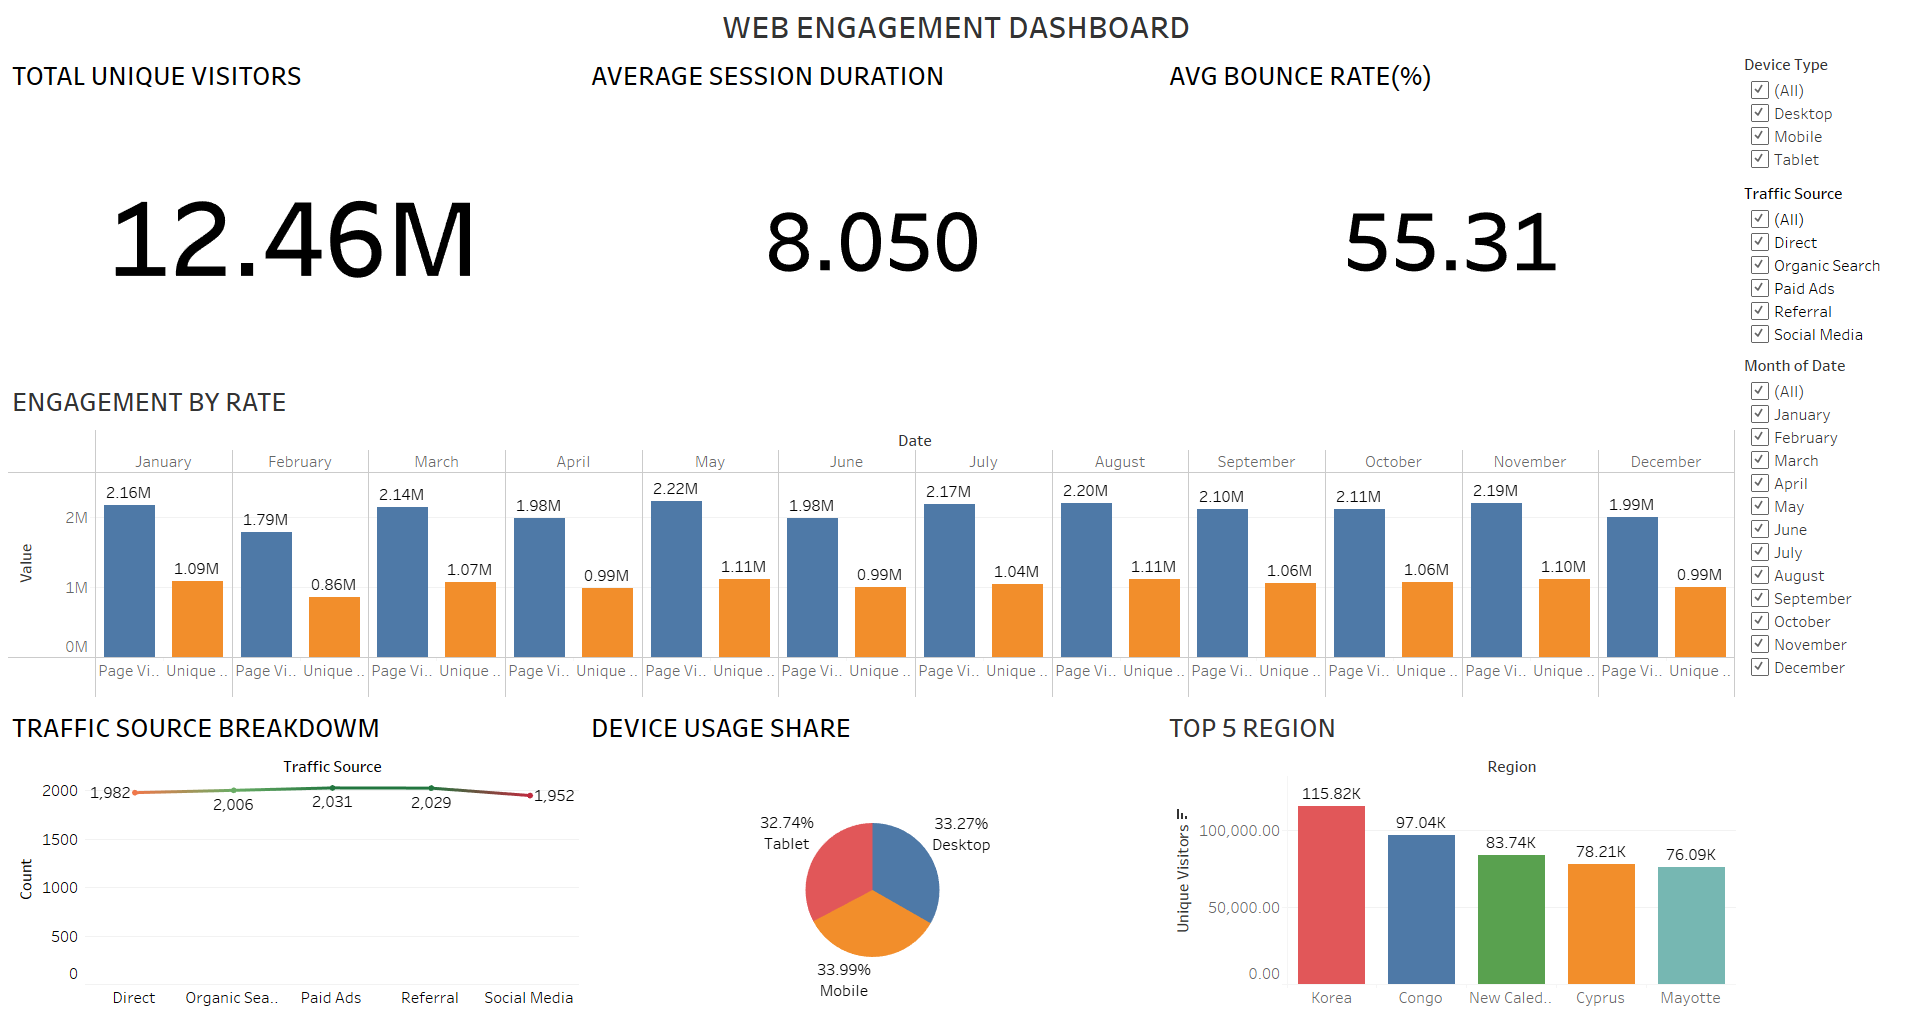 WEB ENGAGEMENT DASHBOARD
TOTAL UNIQUE VISITORS
12.46M
AVERAGE SESSION DURATION
8.050
AVG BOUNCE RATE(%)
55.31
Device Type
(All)
Desktop
Mobile
Tablet
Traffic Source
(All)
Direct
Organic Search
Paid Ads
Referral
Social Media
Month of Date
(All)
January
February
March
April
May
June
July
August
September
October
November
December
ENGAGEMENT BY RATE
Date
January February March April May June July August September October November December
Value
2M
1M
0M
2.16M 1.09M 1.79M 0.86M 2.14M 1.07M 1.98M 0.99M 2.22M 1.11M 1.98M 0.99M 2.17M 1.04M 2.20M 1.11M 2.10M 1.06M 2.11M 1.06M 2.19M 1.10M 1.99M 0.99M
Page Vi.. Unique .. Page Vi.. Unique .. Page Vi.. Unique .. Page Vi.. Unique .. Page Vi.. Unique .. Page Vi.. Unique .. Page Vi.. Unique .. Page Vi.. Unique .. Page Vi.. Unique .. Page Vi.. Unique .. Page Vi.. Unique .. Page Vi.. Unique ..
TRAFFIC SOURCE BREAKDOWM
Traffic Source
Count
2000
1500
1000
500
0
1,982 2,006 2,031 2,029 1,952
Direct Organic Sea.. Paid Ads Referral Social Media
DEVICE USAGE SHARE
32.74%
Tablet
33.27%
Desktop
33.99%
Mobile
TOP 5 REGION
Region
Unique Visitors
100,000.00
50,000.00
0.00
115.82K 97.04K 83.74K 78.21K 76.09K
Korea Congo New Caled.. Cyprus Mayotte